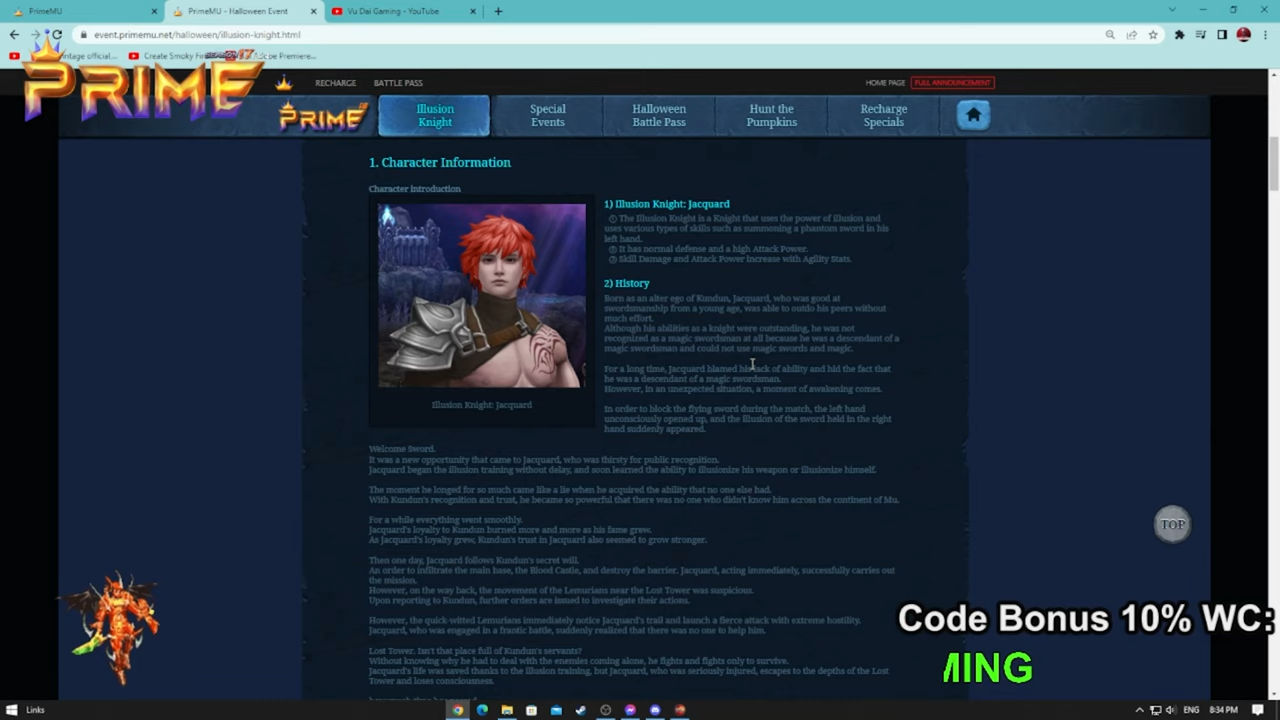 PrimeMU
PrimeMU - Halloween Event
Vu Dai Gaming - YouTube
event.primemu.net/halloween/illusion-knight.html
Create Smoky
Premiere...
PRIME
RECHARGE
BATTLE PASS
HOME PAGE
FULL ANNOUNCEMENT
PRIME
Illusion Knight
Special Events
Halloween Battle Pass
Hunt the Pumpkins
Recharge Specials
1. Character Information
Character introduction
Illusion Knight: Jacquard
1) Illusion Knight: Jacquard
① The Illusion Knight is a Knight that uses the power of illusion and
uses various types of skills such as summoning a phantom sword in his
left hand.
② It has normal defense and a high Attack Power.
③ Skill Damage and Attack Power Increase with Agility Stats.
2) History
Born as an alter ego of Kundun, Jacquard, who was good at
swordsmanship from a young age, was able to outdo his peers without
much effort.
Although his abilities as a knight were outstanding, he was not
recognized as a magic swordsman at all because he was a descendant of a
magic swordsman and could not use magic swords and magic.
For a long time, Jacquard blamed his lack of ability and hid the fact that
he was a descendant of a magic swordsman.
However, in an unexpected situation, a moment of awakening comes.
In order to block the flying sword during the match, the left hand
unconsciously opened up, and the illusion of the sword held in the right
hand suddenly appeared.
Welcome Sword.
It was a new opportunity that came to Jacquard, who was thirsty for public recognition.
Jacquard began the illusion training without delay, and soon learned the ability to illusionize his weapon or illusionize himself.
The moment he longed for so much came like a lie when he acquired the ability that no one else had.
With Kundun's recognition and trust, he became so powerful that there was no one who didn't know him across the continent of Mu.
For a while everything went smoothly.
Jacquard's loyalty to Kundun burned more and more as his fame grew.
As Jacquard's loyalty grew, Kundun's trust in Jacquard also seemed to grow stronger.
Then one day, Jacquard follows Kundun's secret will.
An order to infiltrate the main base, the Blood Castle, and destroy the barrier. Jacquard, acting immediately, successfully carries out
the mission.
However, on the way back, the movement of the Lemurians near the Lost Tower was suspicious.
Upon reporting to Kundun, further orders are issued to investigate their actions.
However, the quick-witted Lemurians immediately notice Jacquard's trail and launch a fierce attack with extreme hostility.
Jacquard, who was engaged in a frantic battle, suddenly realized that there was no one to help him.
Lost Tower. Isn't that place full of Kundun's servants?
Without knowing why he had to deal with the enemies coming alone, he fights and fights only to survive.
Jacquard's life was saved thanks to the illusion training, but Jacquard, who was seriously injured, escapes to the depths of the Lost
Tower and loses consciousness.
TOP
Code Bonus 10% WC:
MING
Links
ENG
8:34 PM